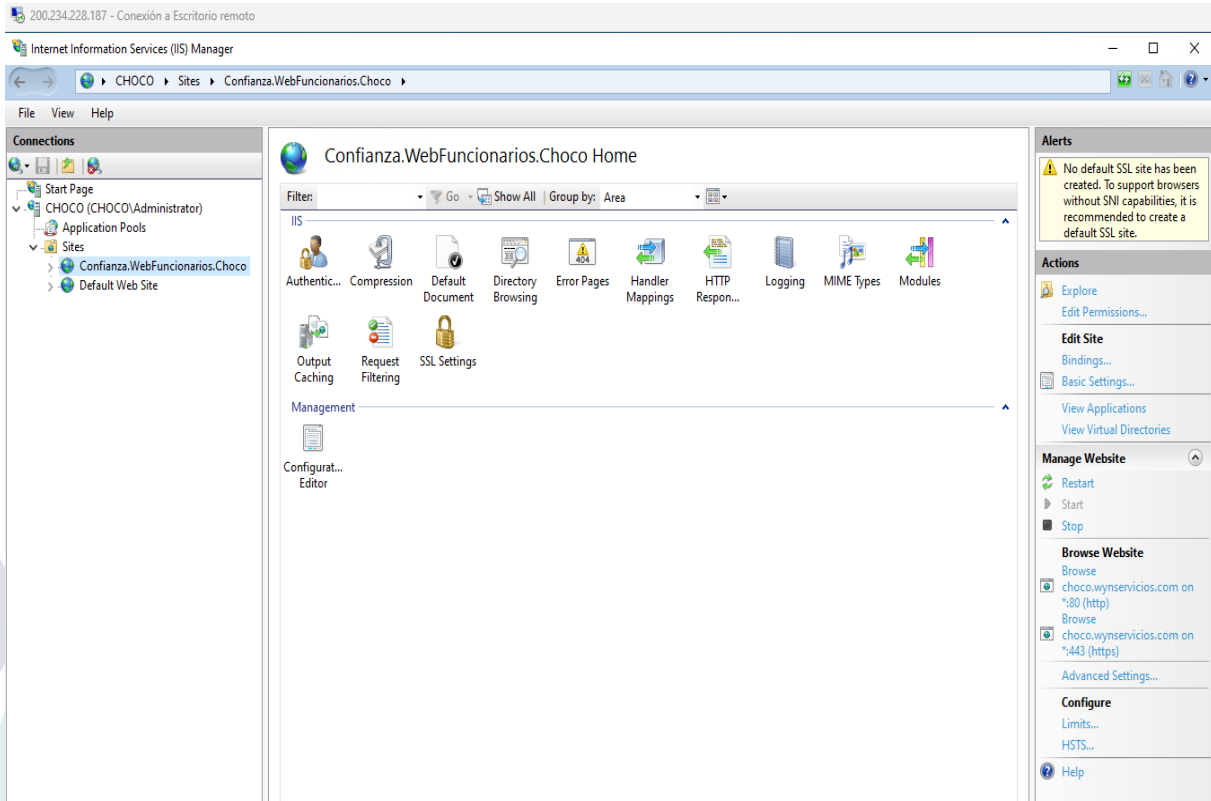 200.234.228.187 - Conexión a Escritorio remoto
Internet Information Services (IIS) Manager
CHOCO Sites Confianza.WebFuncionarios.Choco
File View Help
Connections
Start Page
CHOCO (CHOCO\Administrator)
Application Pools
Sites
Confianza.WebFuncionarios.Choco
Default Web Site
Confianza.WebFuncionarios.Choco Home
Filter: Go Show All Group by: Area
IIS
Authentic... Compression Default Directory Error Pages Handler HTTP Logging MIME Types Modules
Document Browsing Mappings Respon...
404
Output Request SSL Settings
Caching Filtering
Management
Configurat...
Editor
Alerts
No default SSL site has been
created. To support browsers
without SNI capabilities, it is
recommended to create a
default SSL site.
Actions
Explore
Edit Permissions...
Edit Site
Bindings...
Basic Settings...
View Applications
View Virtual Directories
Manage Website
Restart
Start
Stop
Browse Website
Browse
choco.wynservicios.com on
*:80 (http)
Browse
choco.wynservicios.com on
*:443 (https)
Advanced Settings...
Configure
Limits...
HSTS...
Help